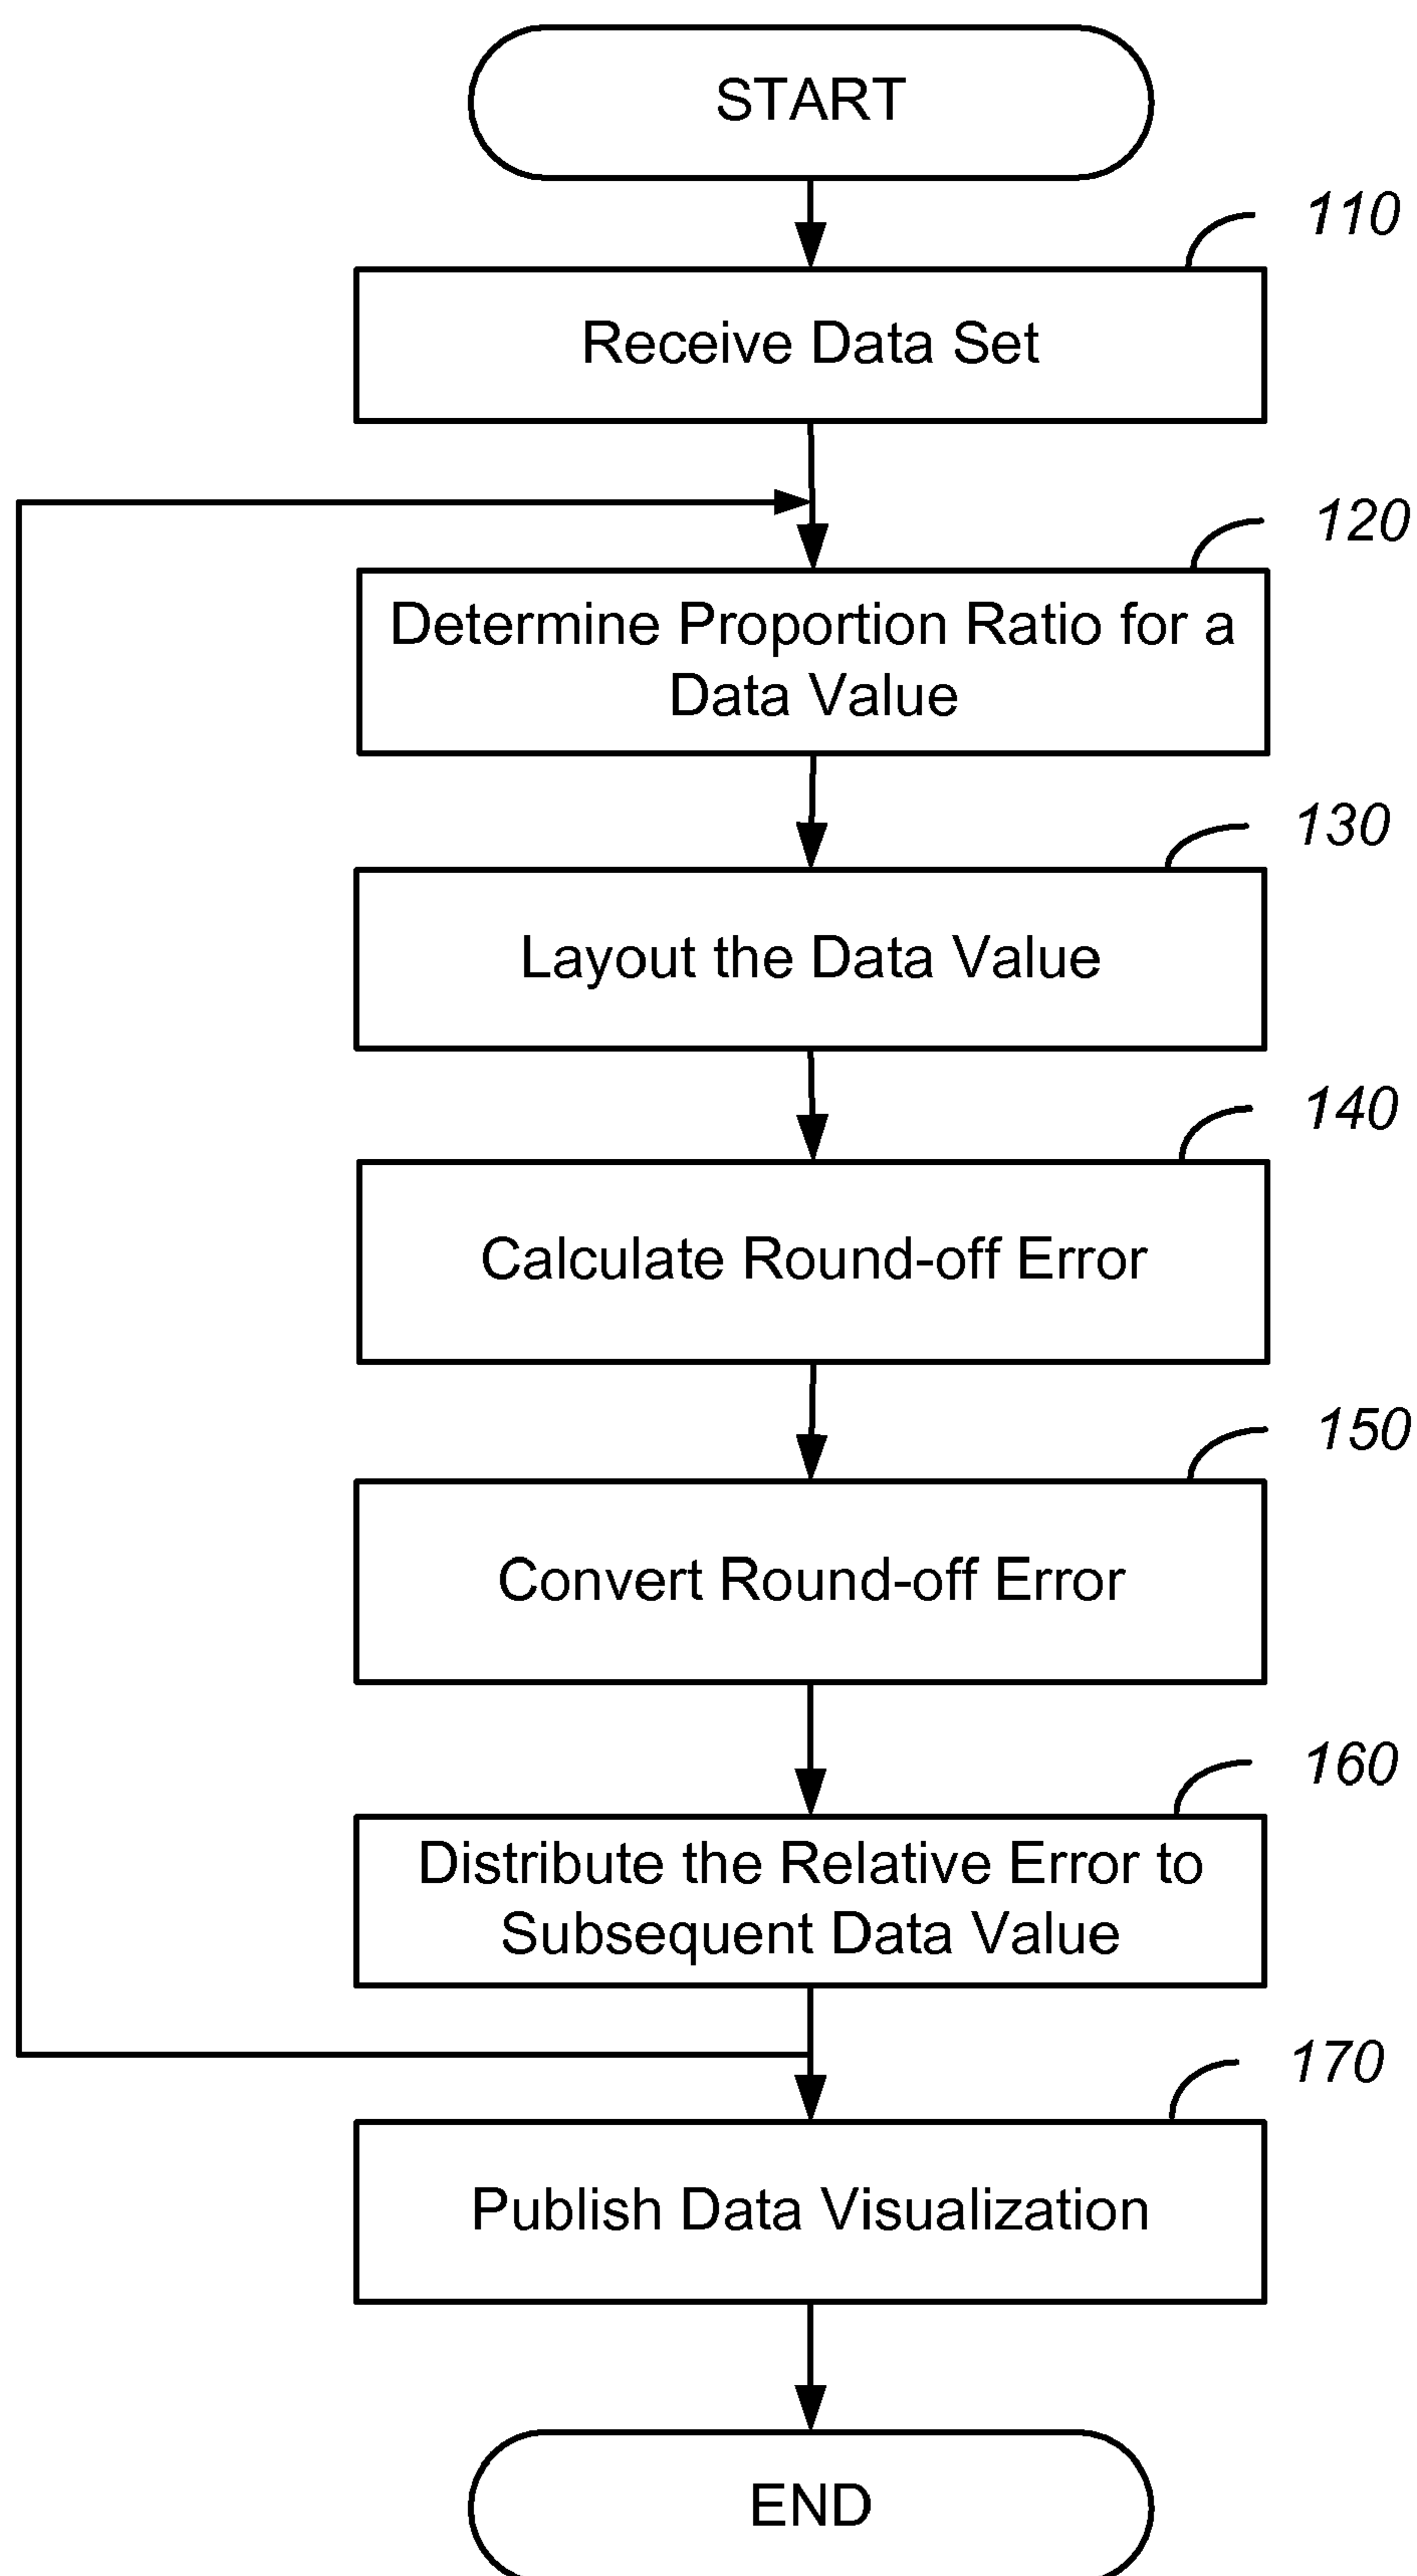 START
110
Receive Data Set
120
Determine Proportion Ratio for a
Data Value
130
Layout the Data Value
140
Calculate Round-off Error
150
Convert Round-off Error
160
Distribute the Relative Error to
Subsequent Data Value
170
Publish Data Visualization
END